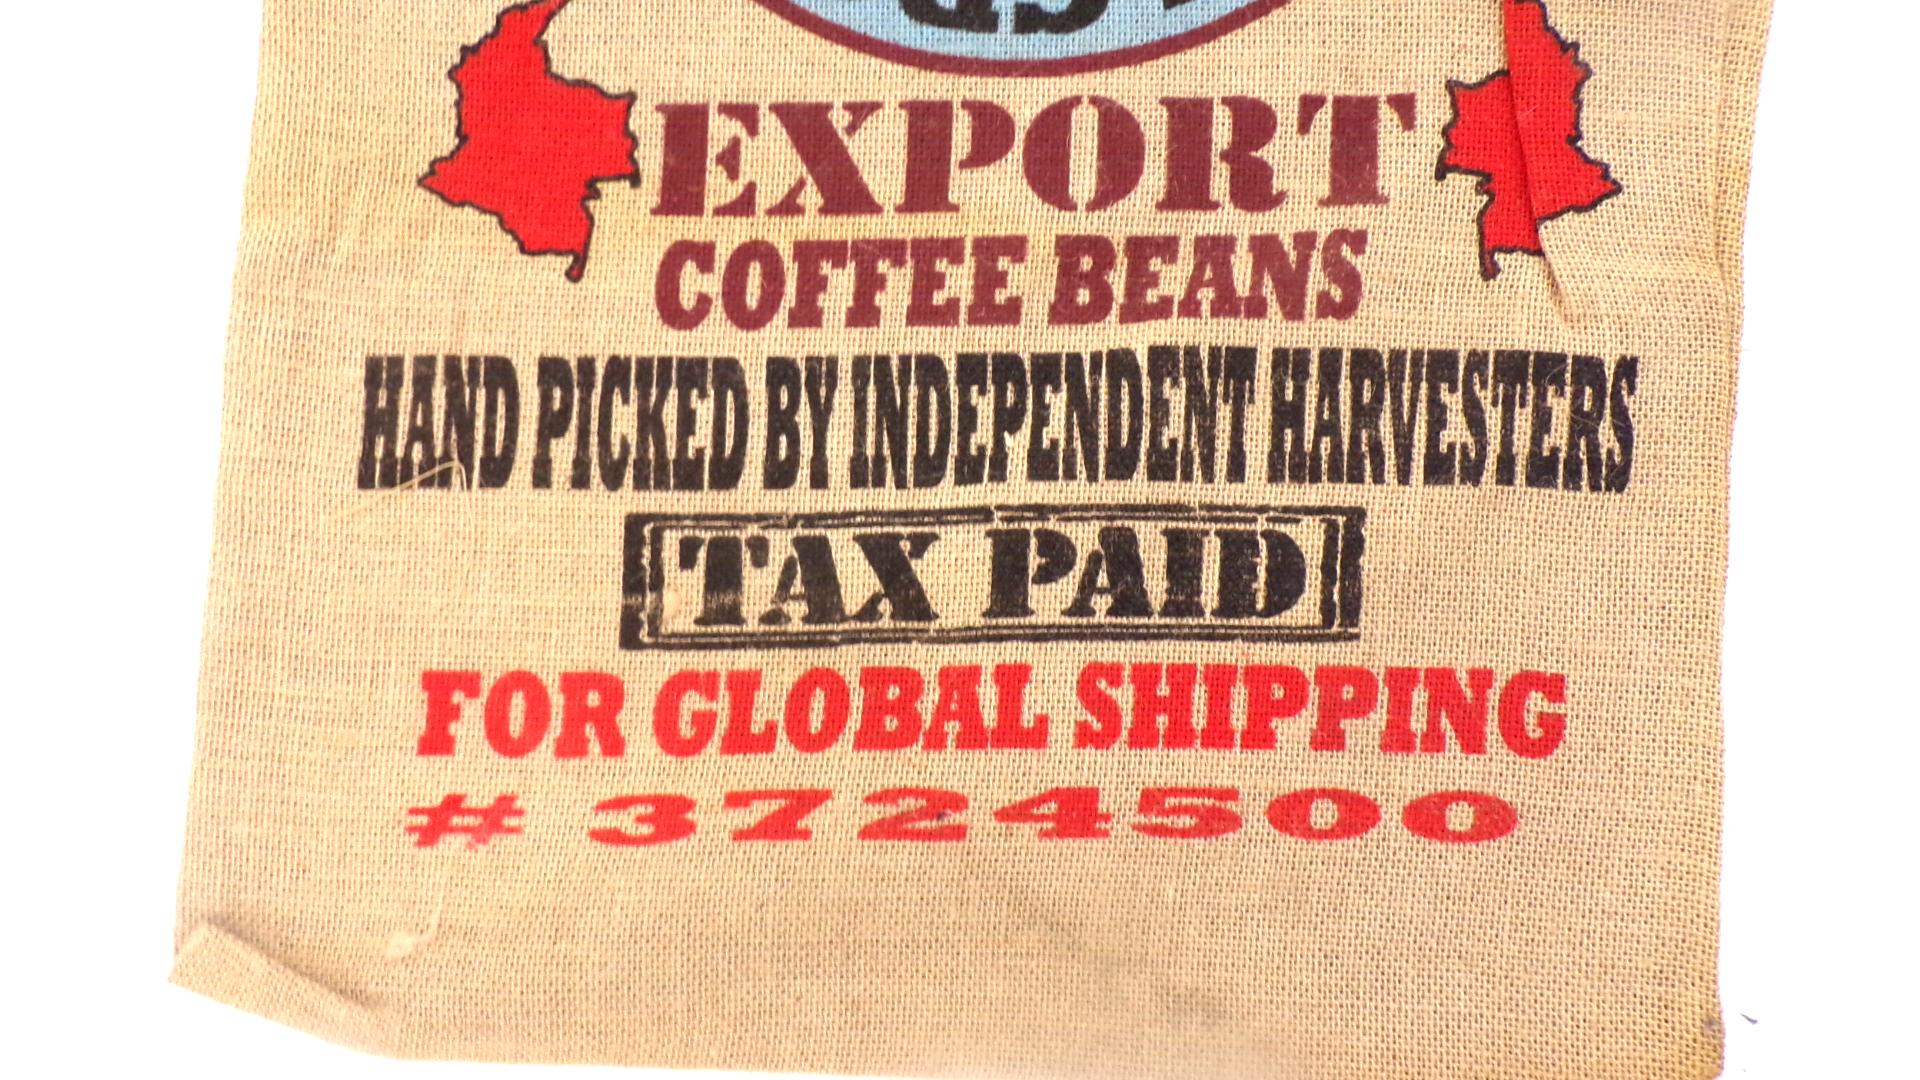 EXPORT
COFFEE BEANS
HAND PICKED BY INDEPENDENT HARVESTERS
TAX PAID
FOR GLOBAL SHIPPING
# 3724500